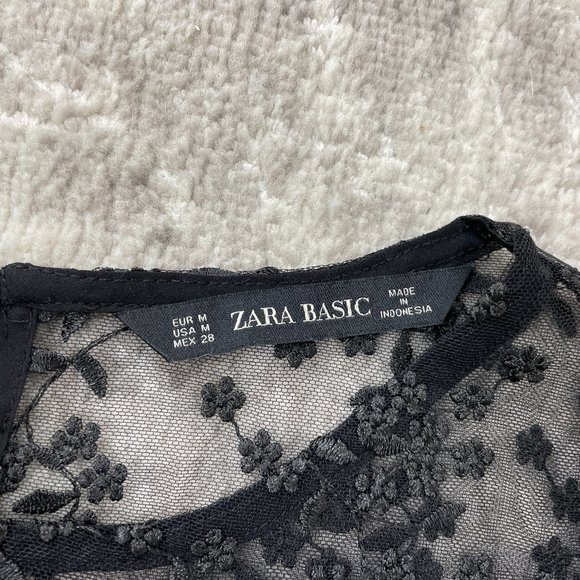 EUR M
USA M
MEX 28
ZARA BASIC
MADE
IN
INDONESIA